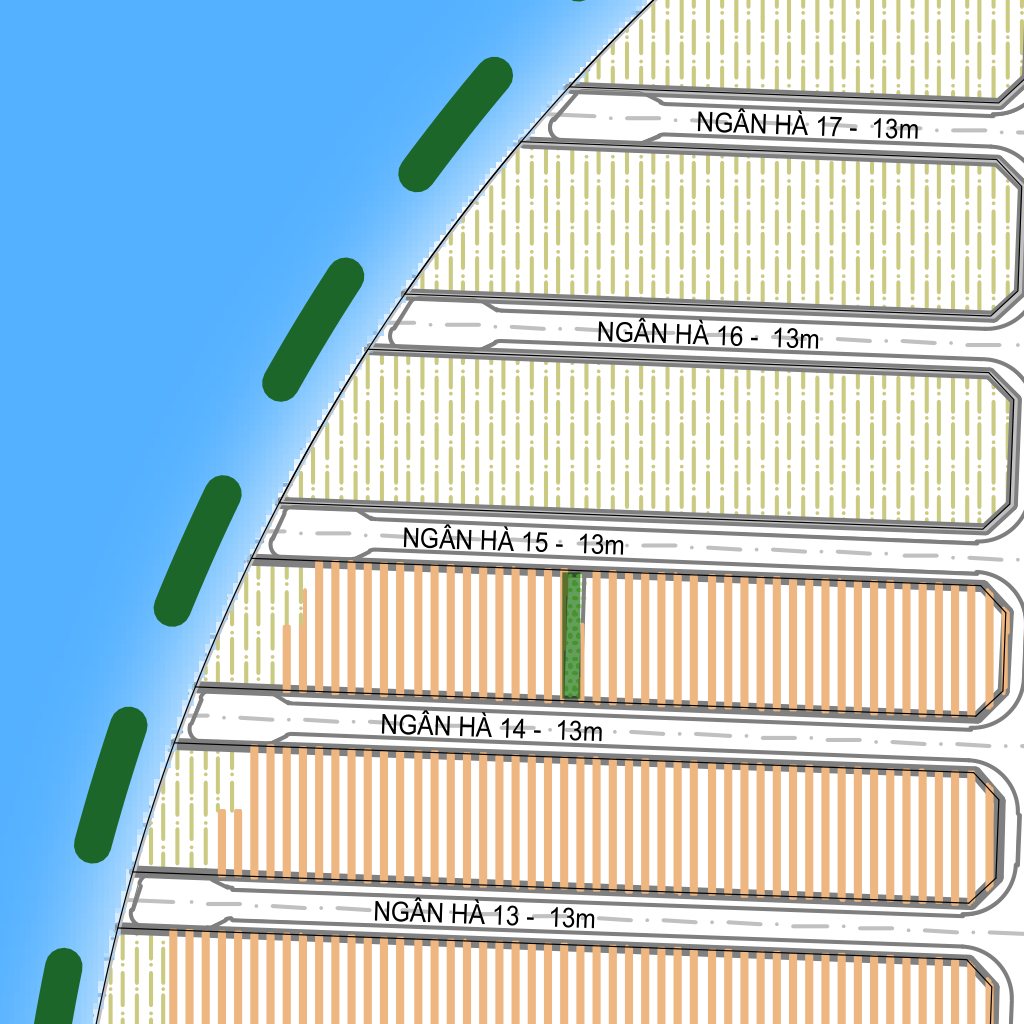 NGÂN HÀ 17 - 13m
NGÂN HÀ 16 - 13m
NGÂN HÀ 15 - 13m
NGÂN HÀ 14 - 13m
NGÂN HÀ 13 - 13m